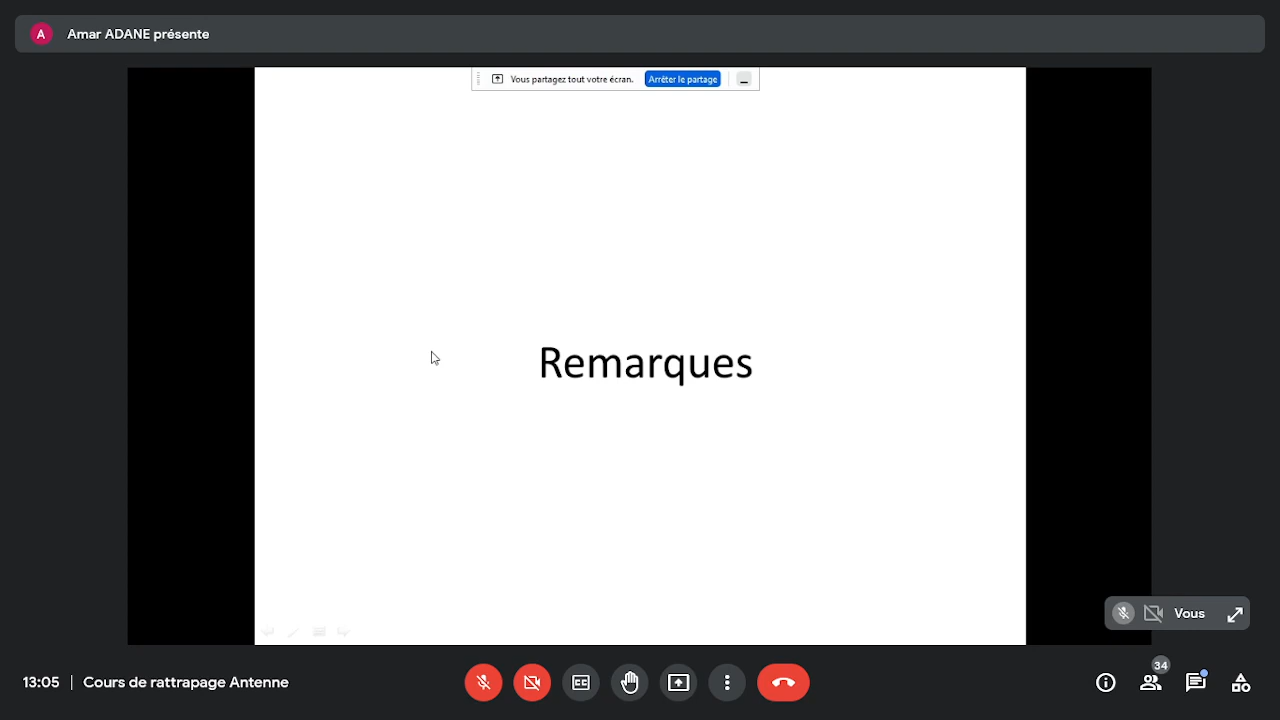 A
Amar ADANE présente
Vous partagez tout votre écran.
Arrêter le partage
Remarques
Vous
34
13:05 | Cours de rattrapage Antenne
CC